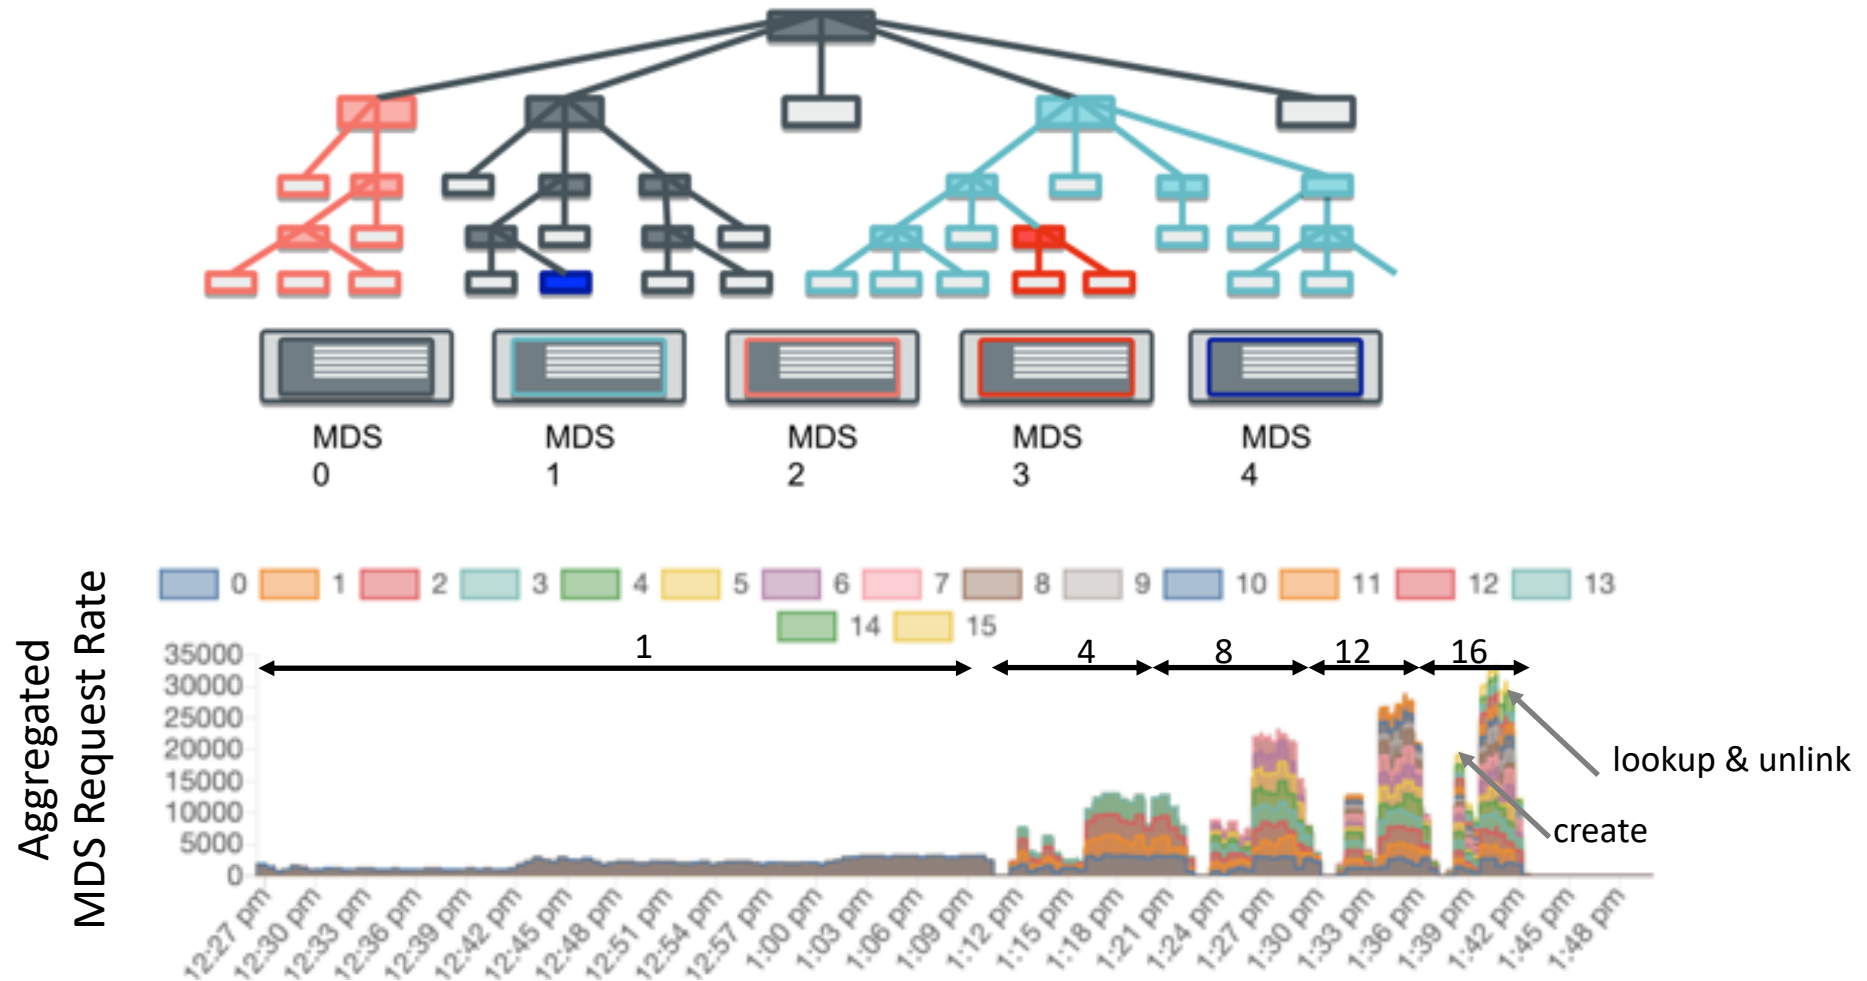 MDS MDS MDS MDS MDS
0 1 2 3 4
0 1 2 3 4 5 6 7 8 9 10 11 12 13
14 15
Aggregated
MDS Request Rate
1 4 8 12 16
35000
30000
25000
20000
15000
10000
5000
0
lookup & unlink
create
12:27 pm
12:30 pm
12:33 pm
12:36 pm
12:39 pm
12:42 pm
12:45 pm
12:48 pm
12:51 pm
12:54 pm
12:57 pm
1:00 pm
1:03 pm
1:06 pm
1:09 pm
1:12 pm
1:15 pm
1:18 pm
1:21 pm
1:24 pm
1:27 pm
1:30 pm
1:33 pm
1:36 pm
1:39 pm
1:42 pm
1:45 pm
1:48 pm